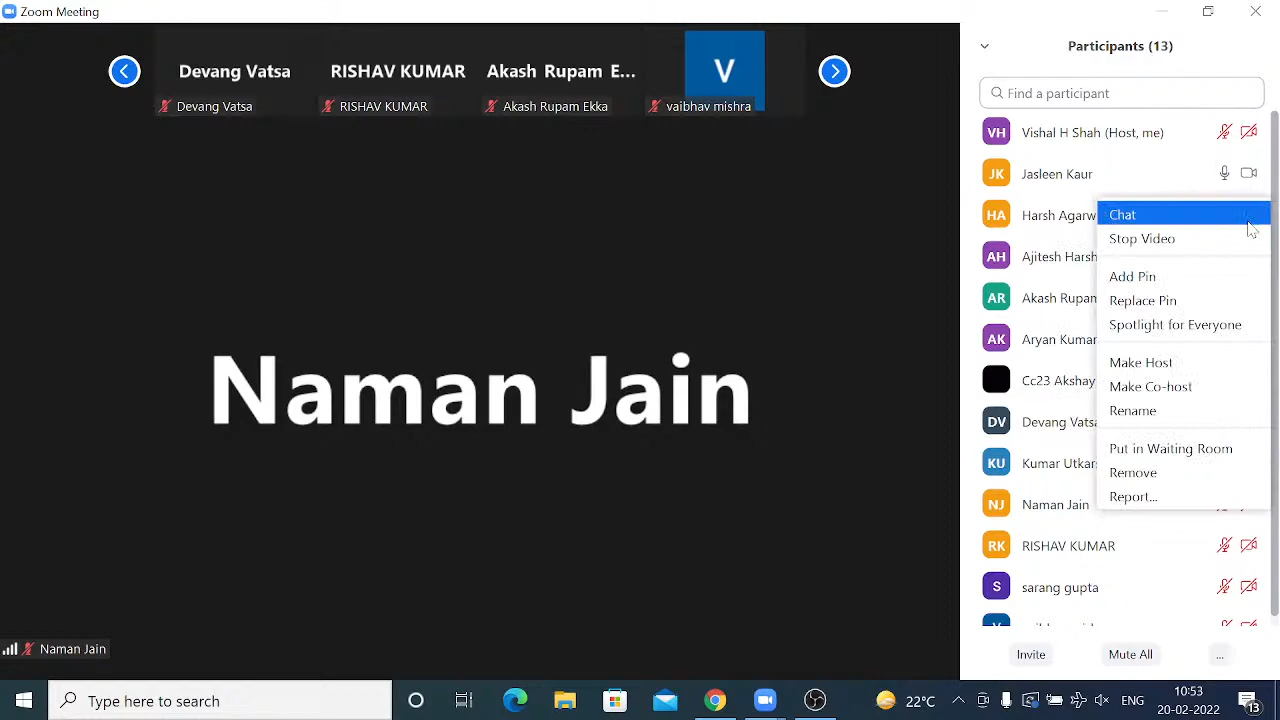 Zoom Meeting
Devang Vatsa
RISHAV KUMAR
Akash Rupam E...
V
Devang Vatsa
RISHAV KUMAR
Akash Rupam Ekka
vaibhav mishra
Naman Jain
Naman Jain
Participants (13)
Find a participant
VH Vishal H Shah (Host, me)
JK Jasleen Kaur
HA Harsh Agarw
AH Ajitesh Harsh
AR Akash Rupam
AK Aryan Kumar
Cc23 Akshay
DV Devang Vatsa
KU Kumar Utkar
NJ Naman Jain
RK RISHAV KUMAR
S sarang gupta
Chat
Stop Video
Add Pin
Replace Pin
Spotlight for Everyone
Make Host
Make Co-host
Rename
Put in Waiting Room
Remove
Report...
Invite
Mute All
...
Type here to search
22°C
ENG
10:53
20-02-2022